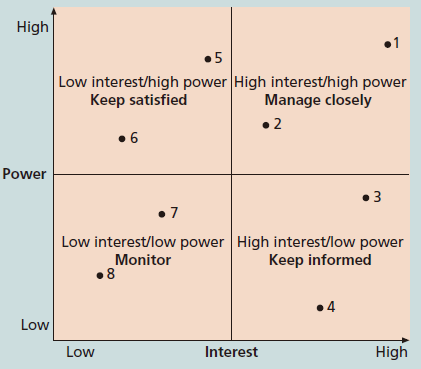 High
1
5
Low interest/high power
Keep satisfied
High interest/high power
Manage closely
2
6
Power
3
7
Low interest/low power
Monitor
High interest/low power
Keep informed
8
4
Low
Low
Interest
High